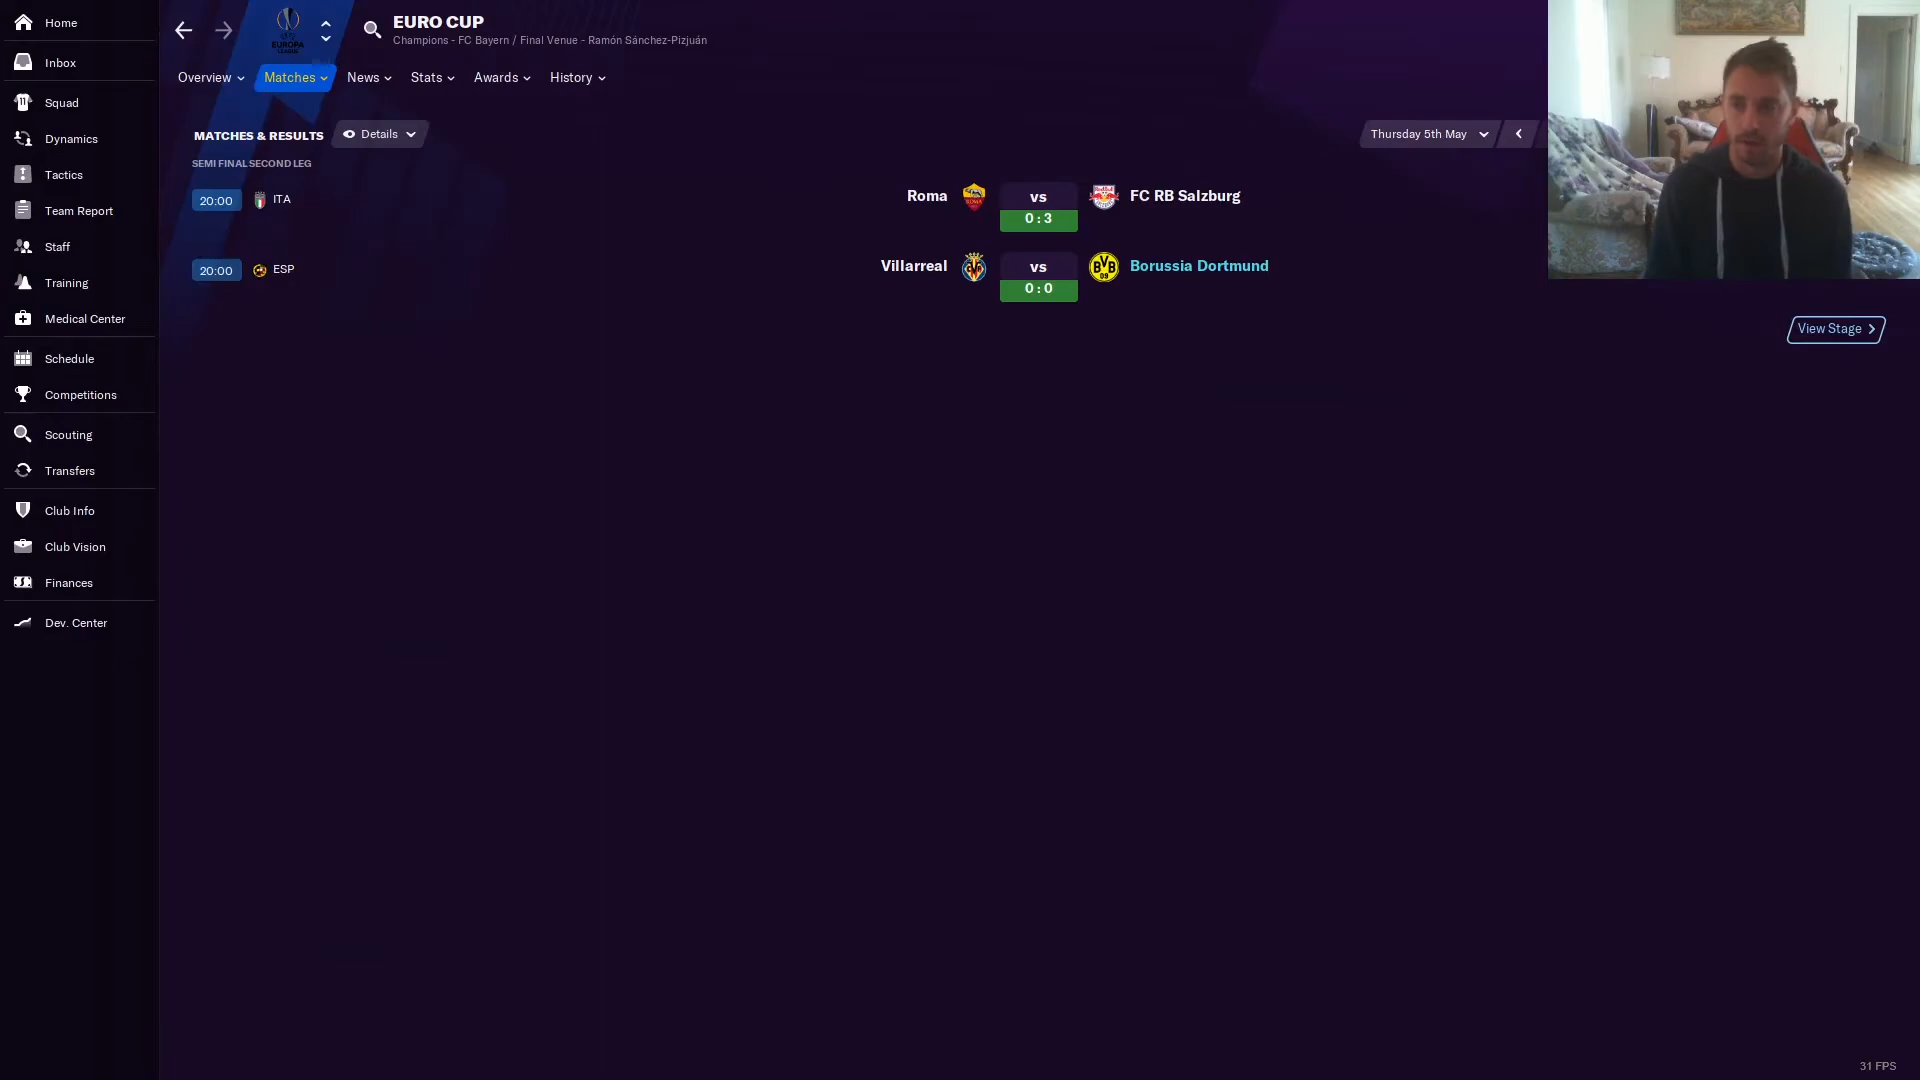 Home
Inbox
Squad
Dynamics
Tactics
Team Report
Staff
Training
Medical Center
Schedule
Competitions
Scouting
Transfers
Club Info
Club Vision
Finances
Dev. Center
EUROPA
LEAGUE
EURO CUP
Champions - FC Bayern / Final Venue - Ramón Sánchez-Pizjuán
Overview Matches News Stats Awards History
MATCHES & RESULTS Details Thursday 5th May
SEMI FINAL SECOND LEG
20:00 ITA Roma vs FC RB Salzburg
0 : 3
20:00 ESP Villarreal vs Borussia Dortmund
0 : 0
View Stage
31 FPS